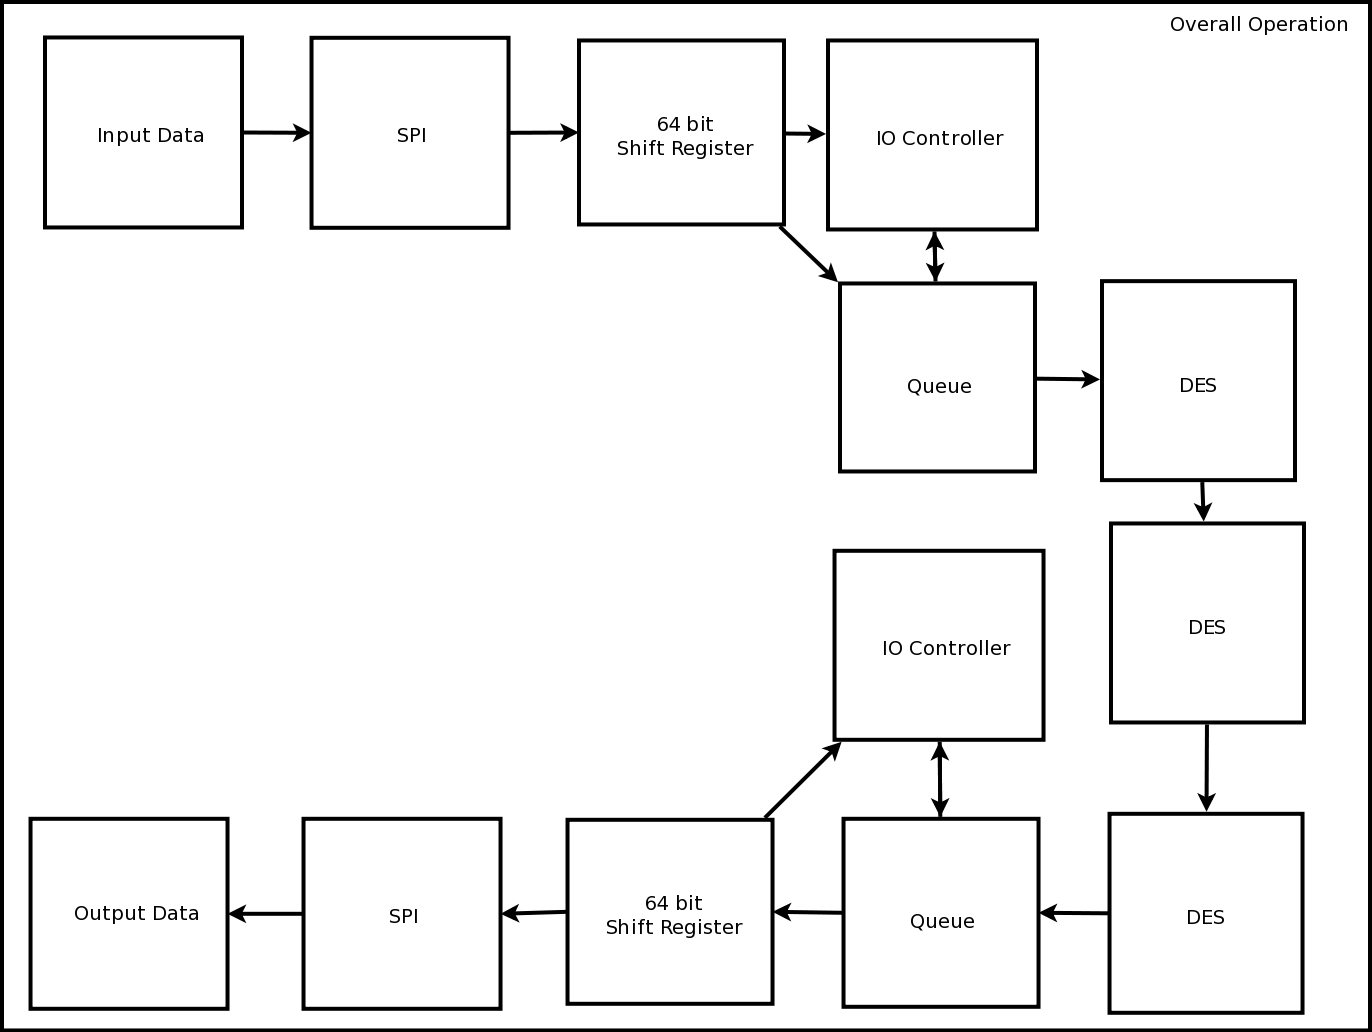 Overall Operation
Input Data
SPI
64 bit
Shift Register
IO Controller
Queue
DES
DES
IO Controller
Output Data
SPI
64 bit
Shift Register
Queue
DES